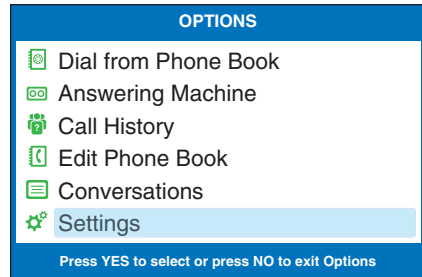 OPTIONS
Dial from Phone Book
Answering Machine
Call History
Edit Phone Book
Conversations
Settings
Press YES to select or press NO to exit Options